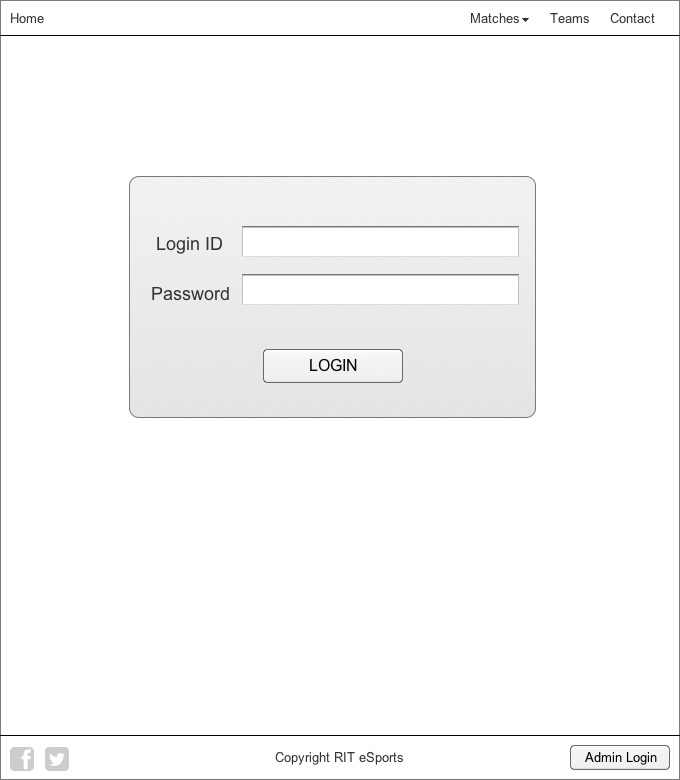 Home Matches Teams Contact
Login ID
Password
LOGIN
Copyright RIT eSports Admin Login